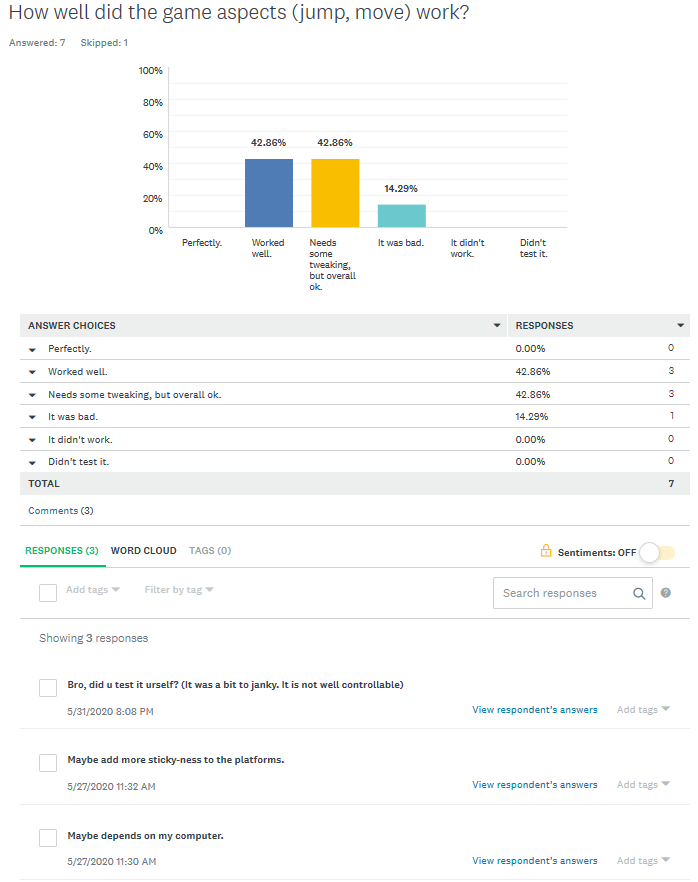 How well did the game aspects (jump, move) work?
Answered: 7 Skipped: 1
100%
80%
60%
40%
20%
0%
42.86%
42.86%
14.29%
Perfectly.
Worked
well.
Needs
some
tweaking,
but overall
ok.
It was bad.
It didn't
work.
Didn't
test it.
ANSWER CHOICES RESPONSES
Perfectly. 0.00% 0
Worked well. 42.86% 3
Needs some tweaking, but overall ok. 42.86% 3
It was bad. 14.29% 1
It didn't work. 0.00% 0
Didn't test it. 0.00% 0
TOTAL 7
Comments (3)
RESPONSES (3) WORD CLOUD TAGS (0) Sentiments: OFF
Add tags Filter by tag Search responses ?
Showing 3 responses
Bro, did u test it urself? (It was a bit to janky. It is not well controllable)
5/31/2020 8:08 PM View respondent's answers Add tags
Maybe add more sticky-ness to the platforms.
5/27/2020 11:32 AM View respondent's answers Add tags
Maybe depends on my computer.
5/27/2020 11:30 AM View respondent's answers Add tags